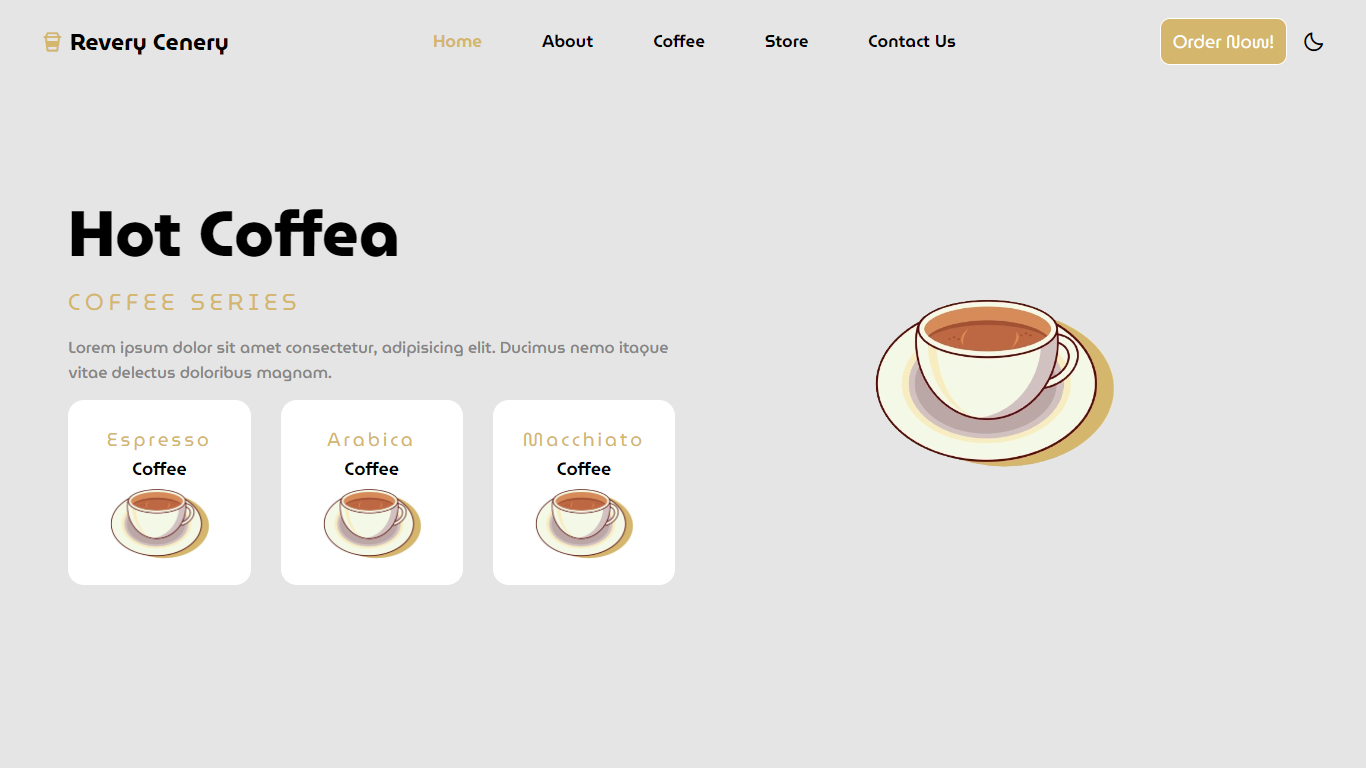 Revery Cenery
Home About Coffee Store Contact Us
Order Now!
Hot Coffea
COFFEE SERIES
Lorem ipsum dolor sit amet consectetur, adipisicing elit. Ducimus nemo itaque
vitae delectus doloribus magnam.
Espresso
Coffee
Arabica
Coffee
Macchiato
Coffee